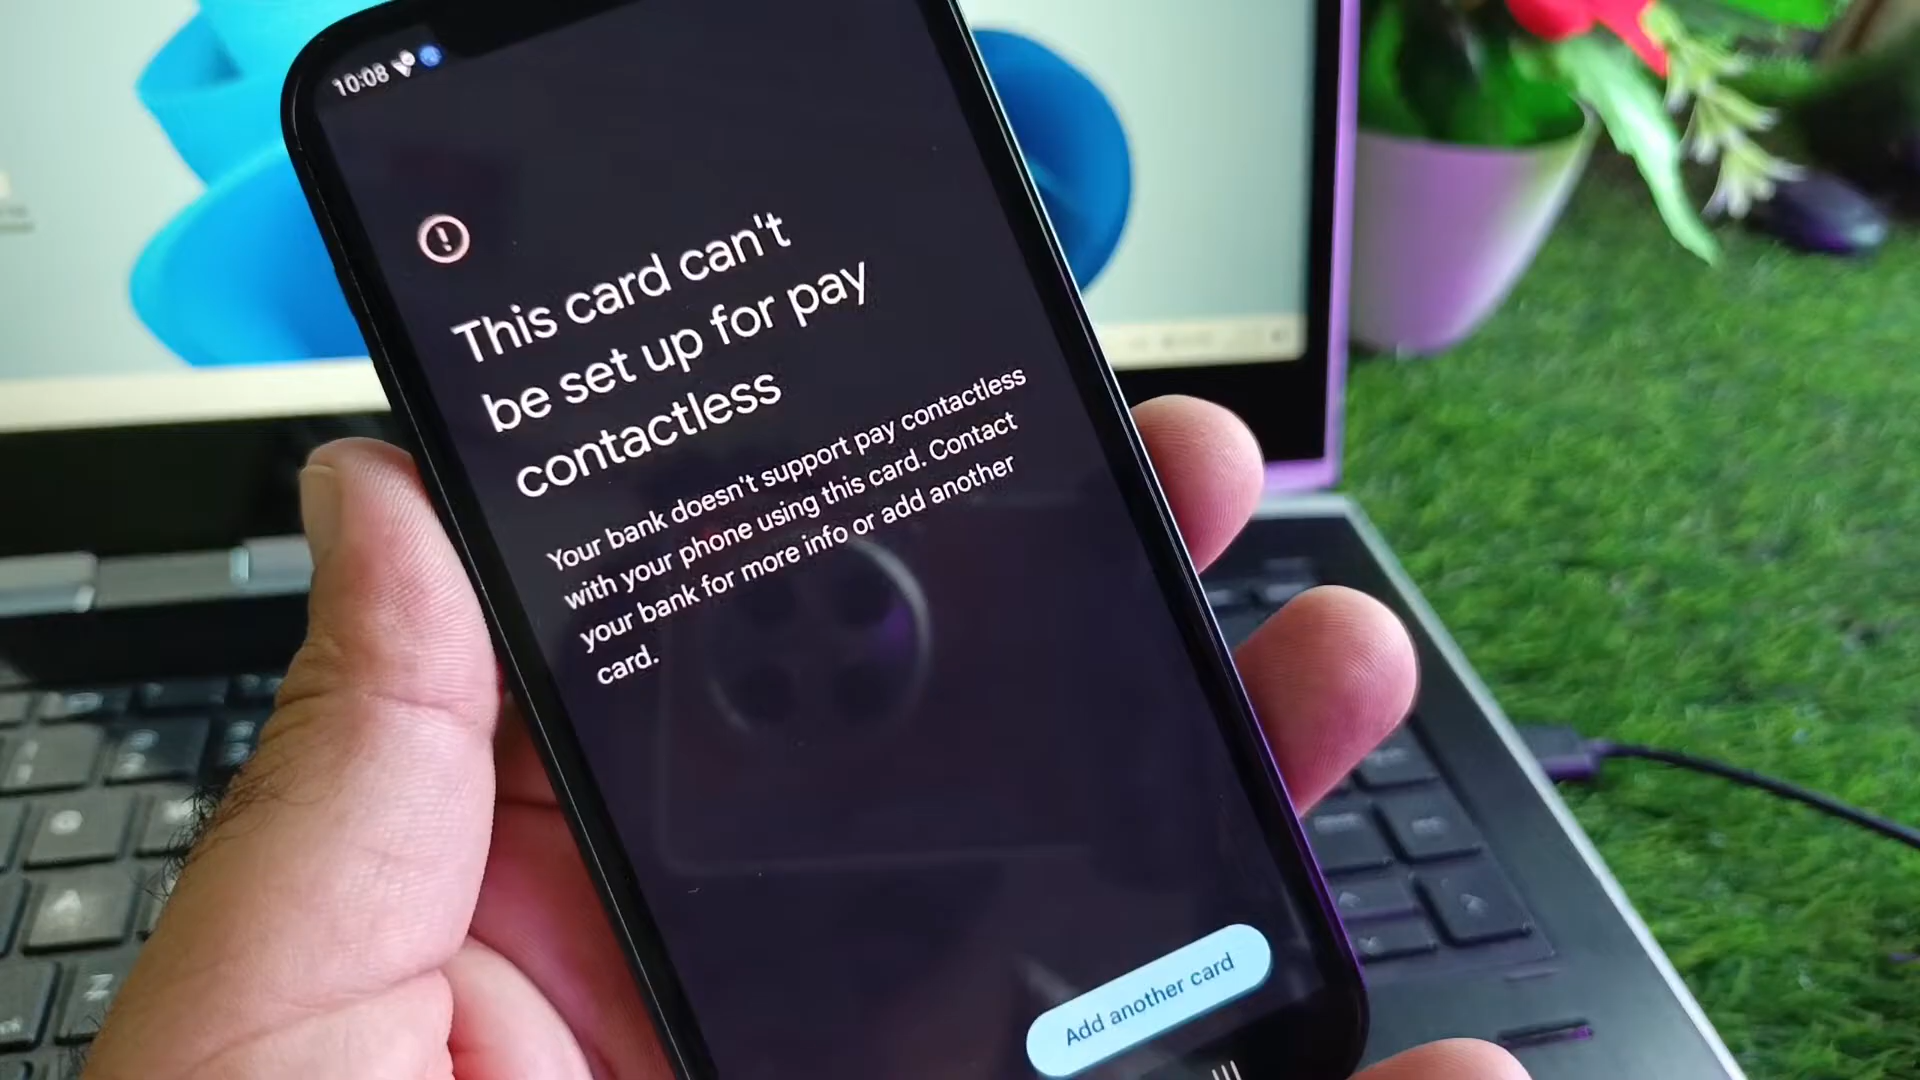 10:08
This card can't
be set up for pay
contactless
Your bank doesn't support pay contactless
with your phone using this card. Contact
your bank for more info or add another
card.
Add another card